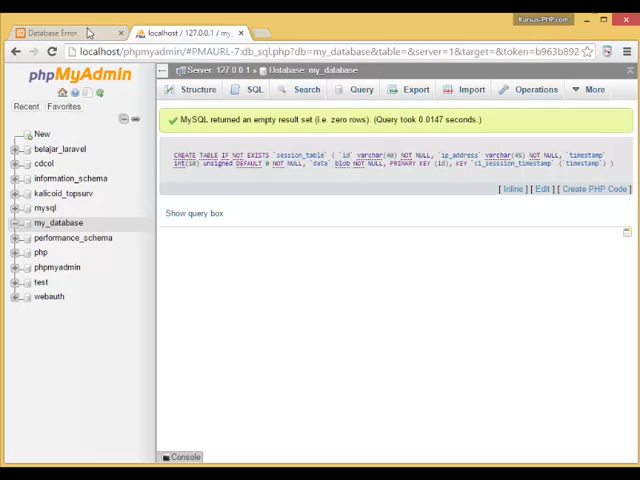 Kursus-PHP.com
Database Error
localhost / 127.0.0.1 / my_
localhost/phpmyadmin/#PMAURL-7:db_sql.php?db=my_database&table=&server=1&target=&token=b963b892
phpMyAdmin
Recent Favorites
New
belajar_laravel
cdcol
information_schema
kalicoid_topsurv
mysql
my_database
performance_schema
php
phpmyadmin
test
webauth
Server: 127.0.0.1 » Database: my_database
Structure SQL Search Query Export Import Operations More
MySQL returned an empty result set (i.e. zero rows). (Query took 0.0147 seconds.)
CREATE TABLE IF NOT EXISTS `session_table` ( `id` varchar(40) NOT NULL, `ip_address` varchar(45) NOT NULL, `timestamp`
int(10) unsigned DEFAULT 0 NOT NULL, `data` blob NOT NULL, PRIMARY KEY (id), KEY `ci_sesssion_timestamp` (`timestamp`) )
[ Inline ] [ Edit ] [ Create PHP Code ]
Show query box
Console